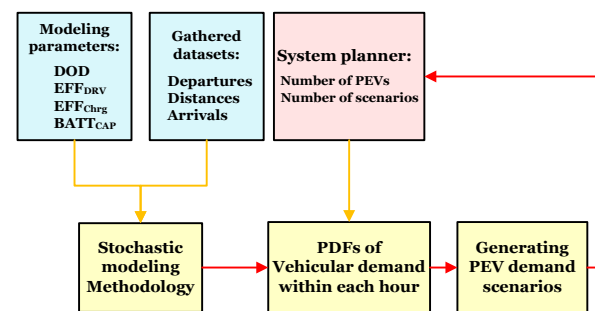 Modeling
parameters:
DOD
EFFDRV
EFFChrg
BATTCAP
Gathered
datasets:
Departures
Distances
Arrivals
System planner:
Number of PEVs
Number of scenarios
Stochastic
modeling
Methodology
PDFs of
Vehicular demand
within each hour
Generating
PEV demand
scenarios